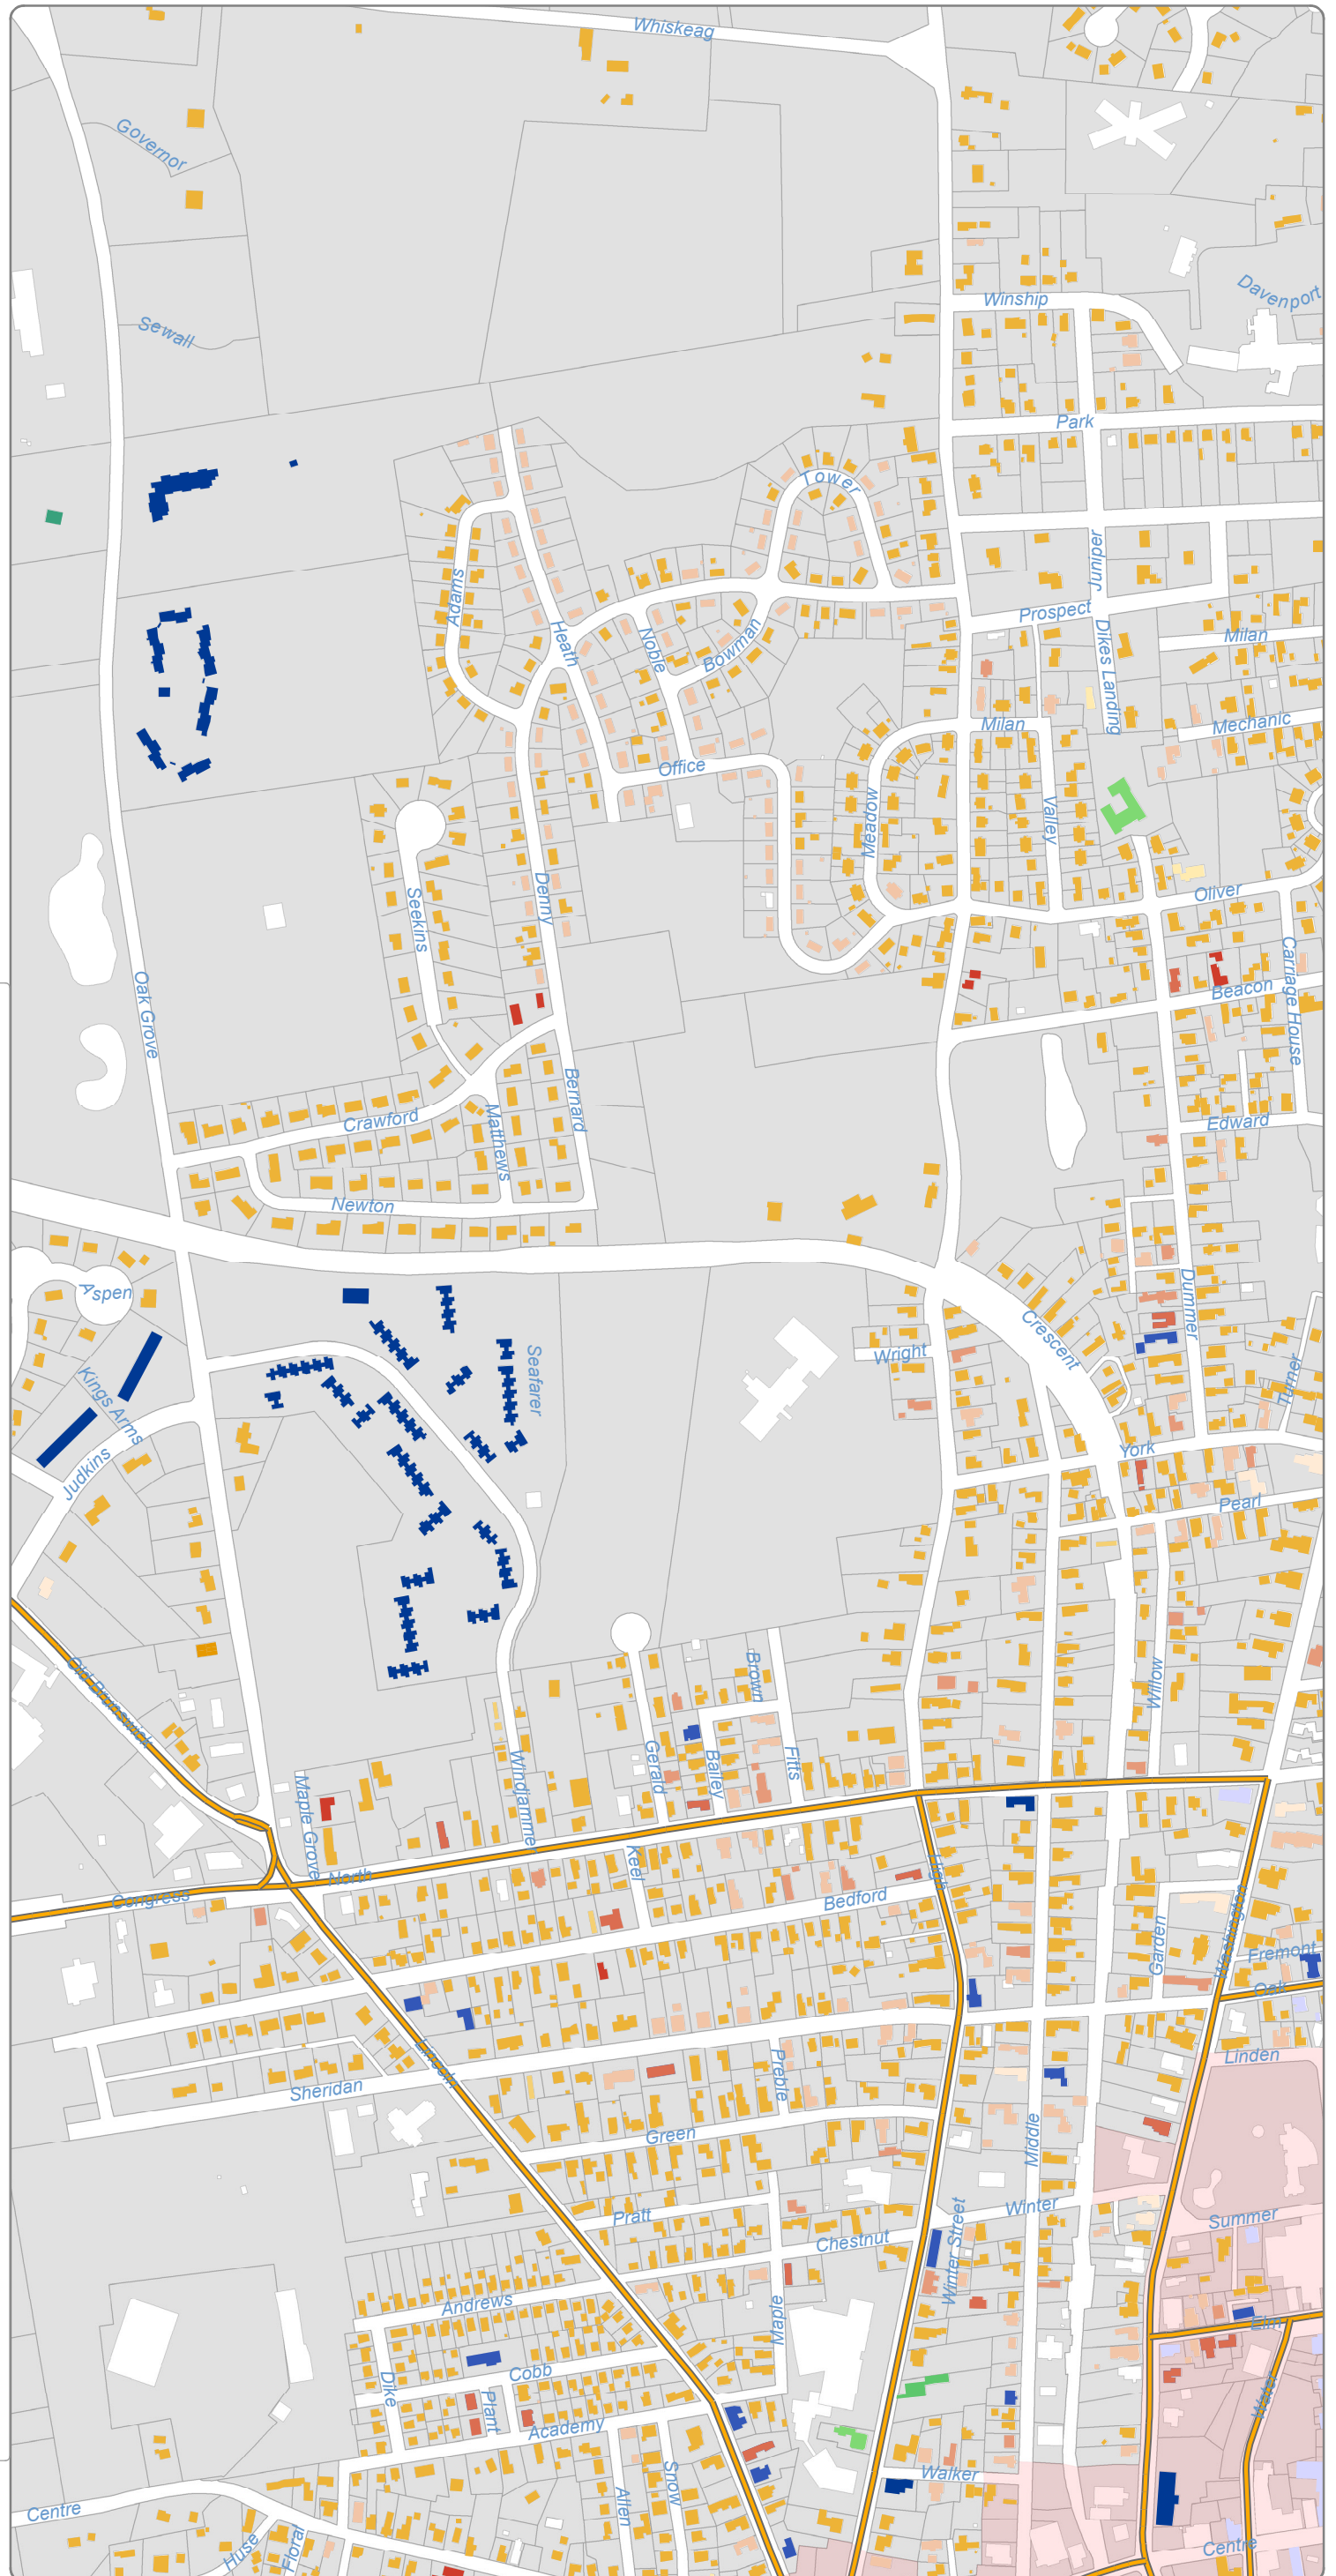 Whiskeag
Governor
Davenport
Winship
Sewall
Park
Tower
Juniper
Adams
Prospect
Heath
Noble
Bowman
Dikes Landing
Milan
Milan
Mechanic
Office
Meadow
Valley
Seekins
Denny
Oliver
Oak Grove
Carriage House
Beacon
Bernard
Crawford
Matthews
Edward
Newton
Aspen
Dummer
Crescent
Wright
Seafarer
Kings Arms
Turner
Judkins
York
Pearl
Old Brunswick
Brown
Willow
Windjammer
Gerald
Bailey
Fitts
Maple Grove
Keel
North
Congress
High
Bedford
Washington
Garden
Fremont
Oak
Lincoln
Linden
Sheridan
Preble
Green
Middle
Pratt
Winter
Summer
Chestnut
Winter Street
Andrews
Maple
Elm
Cobb
Dike
Plant
Water
Academy
Snow
Walker
Allen
Centre
Huse
Floral
Centre